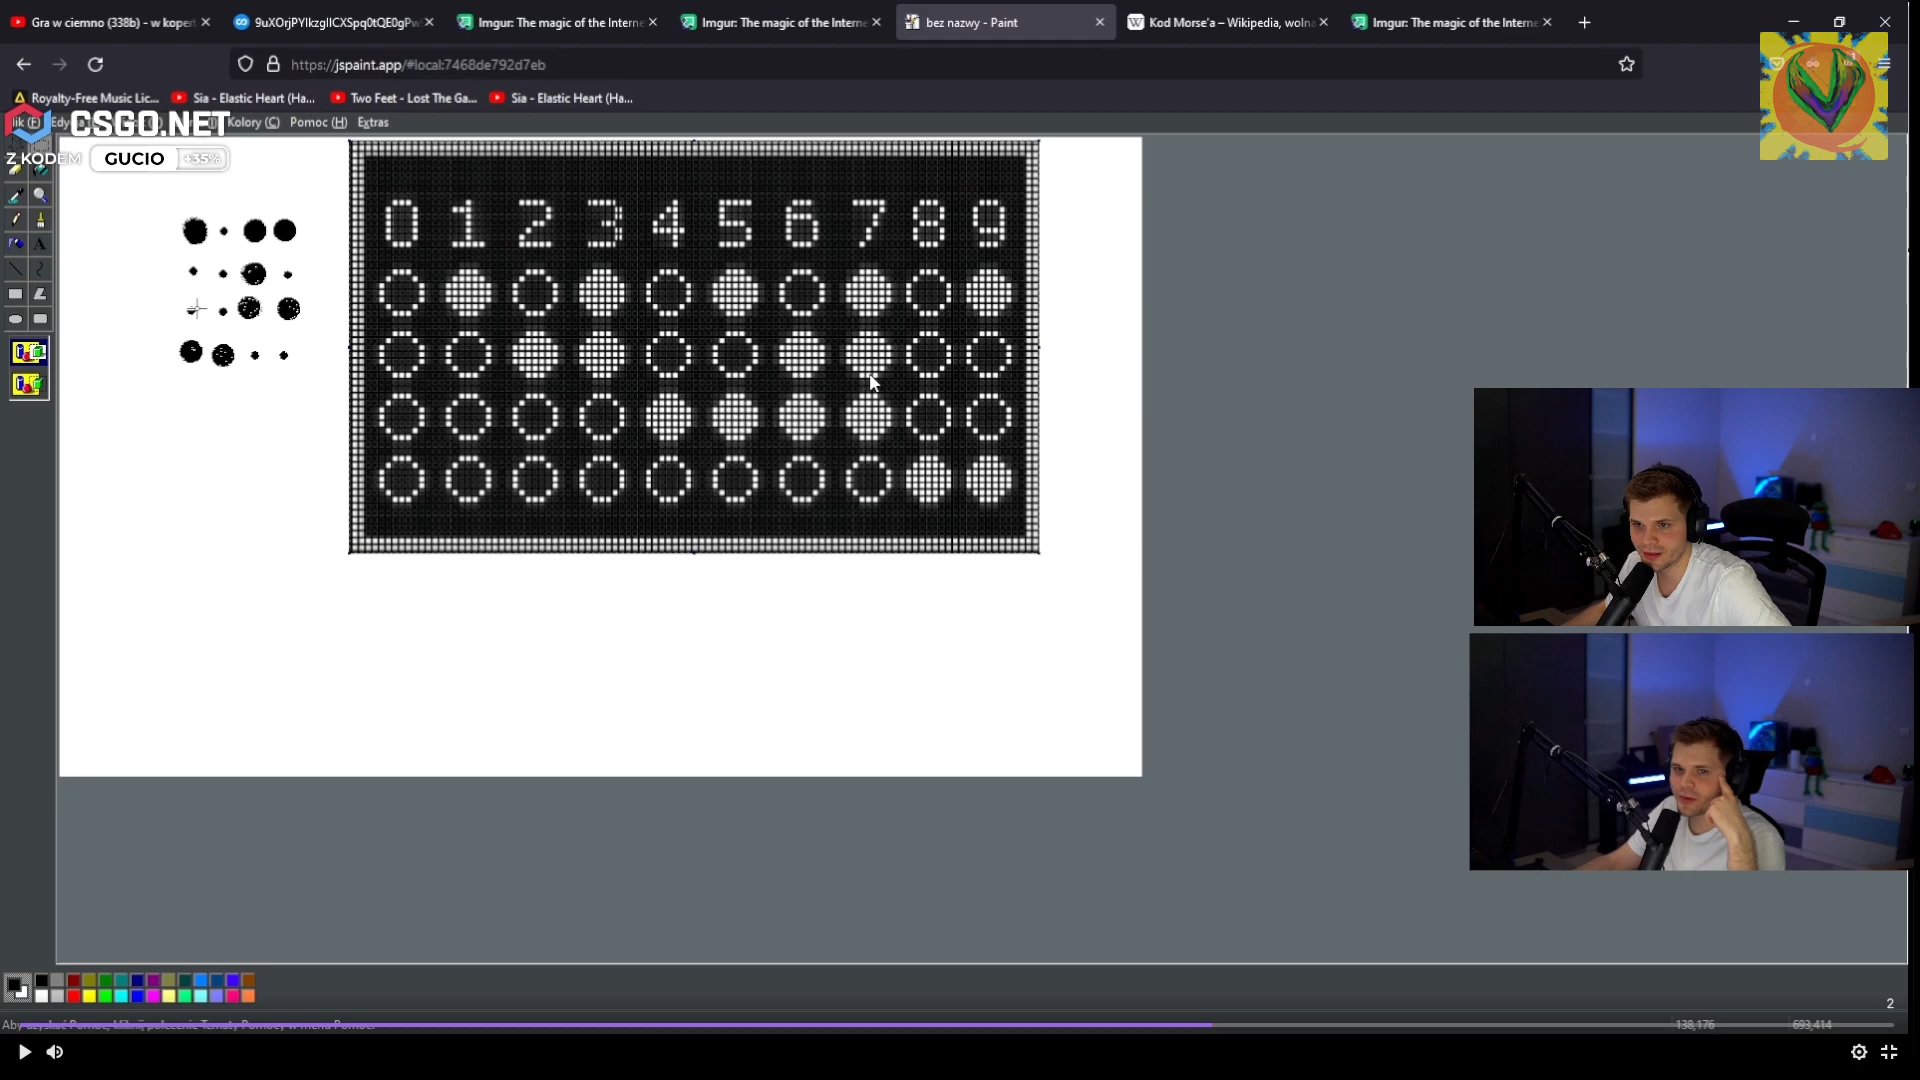 Gra w ciemno (338b) - w kopert
9uXOrjPYlkzglICXSpq0tQE0gPw
Imgur: The magic of the Interne
Imgur: The magic of the Interne
bez nazwy - Paint
Kod Morse'a – Wikipedia, wolna
Imgur: The magic of the Interne
https://jspaint.app/#local:7468de792d7eb
Royalty-Free Music Lic...
Sia - Elastic Heart (Ha...
Two Feet - Lost The Ga...
Sia - Elastic Heart (Ha...
Kolory (C) Pomoc (H) Extras
CSGO.NET
Z KODEM GUCIO +35%
0 1 2 3 4 5 6 7 8 9
2
138,176
693,414